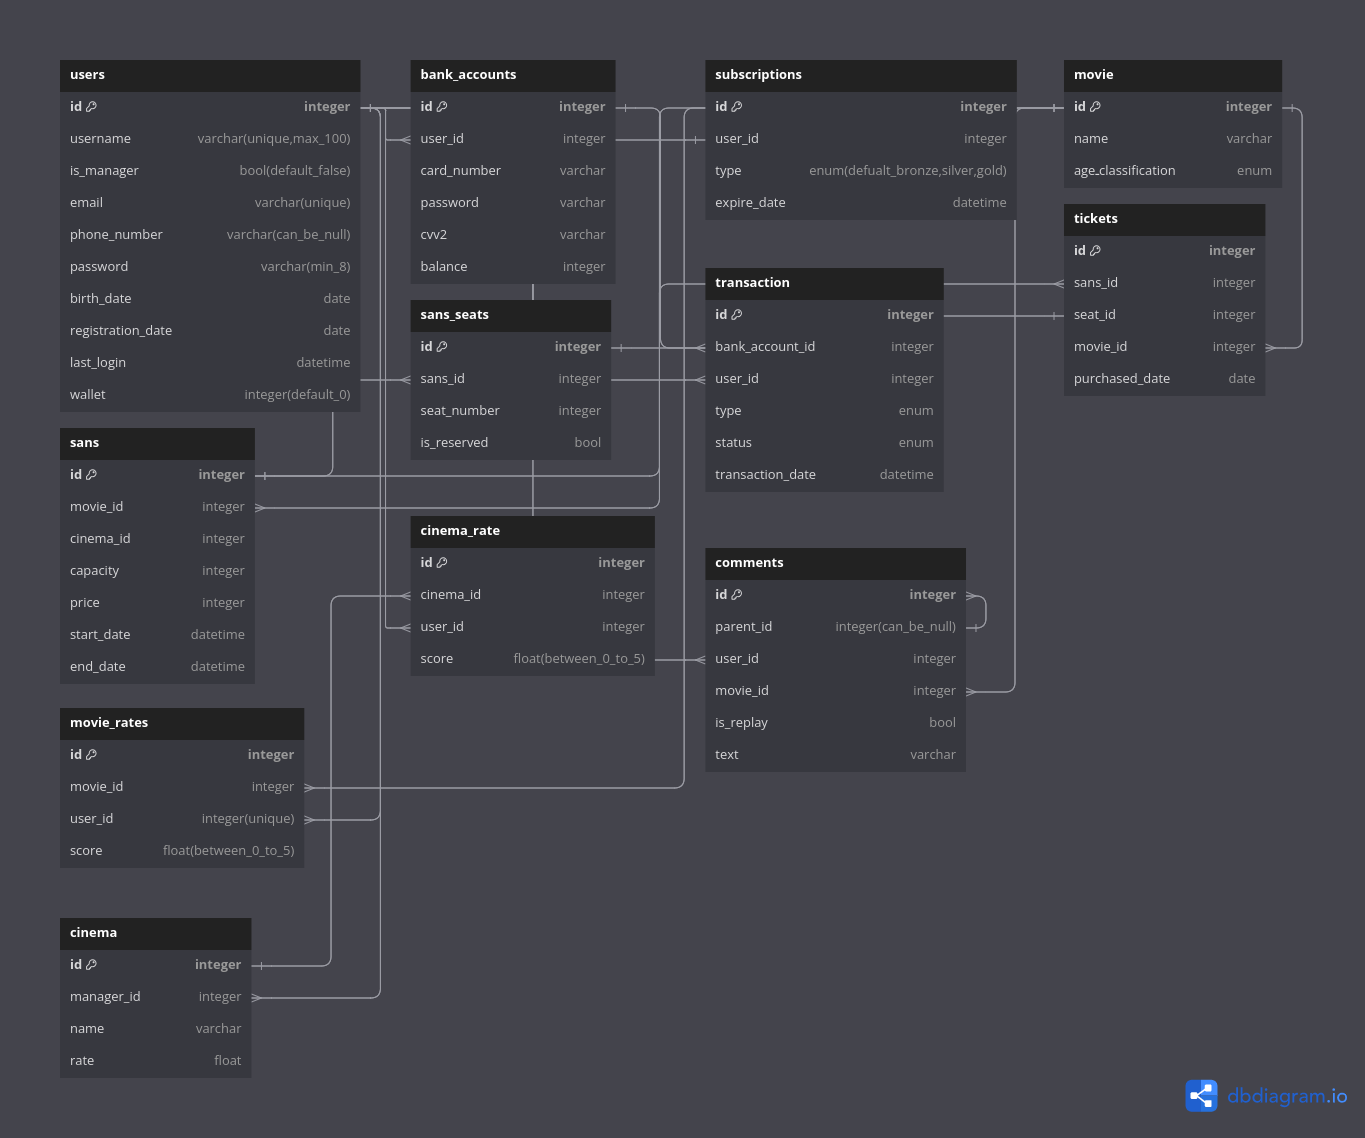 users
id integer
username varchar(unique,max_100)
is_manager bool(default_false)
email varchar(unique)
phone_number varchar(can_be_null)
password varchar(min_8)
birth_date date
registration_date date
last_login datetime
wallet integer(default_0)
bank_accounts
id integer
user_id integer
card_number varchar
password varchar
cvv2 varchar
balance integer
subscriptions
id integer
user_id integer
type enum(defualt_bronze,silver,gold)
expire_date datetime
movie
id integer
name varchar
age_classification enum
tickets
id integer
sans_id integer
seat_id integer
movie_id integer
purchased_date date
transaction
id integer
bank_account_id integer
user_id integer
type enum
status enum
transaction_date datetime
sans_seats
id integer
sans_id integer
seat_number integer
is_reserved bool
sans
id integer
movie_id integer
cinema_id integer
capacity integer
price integer
start_date datetime
end_date datetime
cinema_rate
id integer
cinema_id integer
user_id integer
score float(between_0_to_5)
comments
id integer
parent_id integer(can_be_null)
user_id integer
movie_id integer
is_replay bool
text varchar
movie_rates
id integer
movie_id integer
user_id integer(unique)
score float(between_0_to_5)
cinema
id integer
manager_id integer
name varchar
rate float
dbdiagram.io